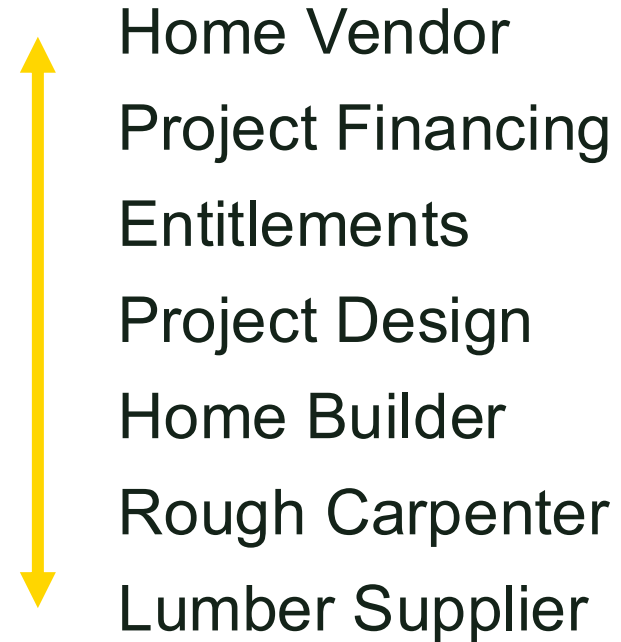 Home Vendor
Project Financing
Entitlements
Project Design
Home Builder
Rough Carpenter
Lumber Supplier